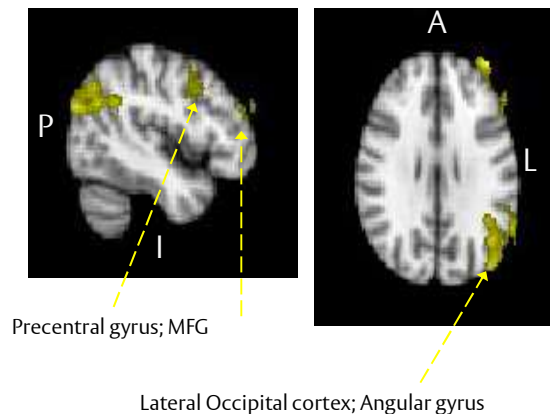 A
P
L
I
Precentral gyrus; MFG
Lateral Occipital cortex; Angular gyrus